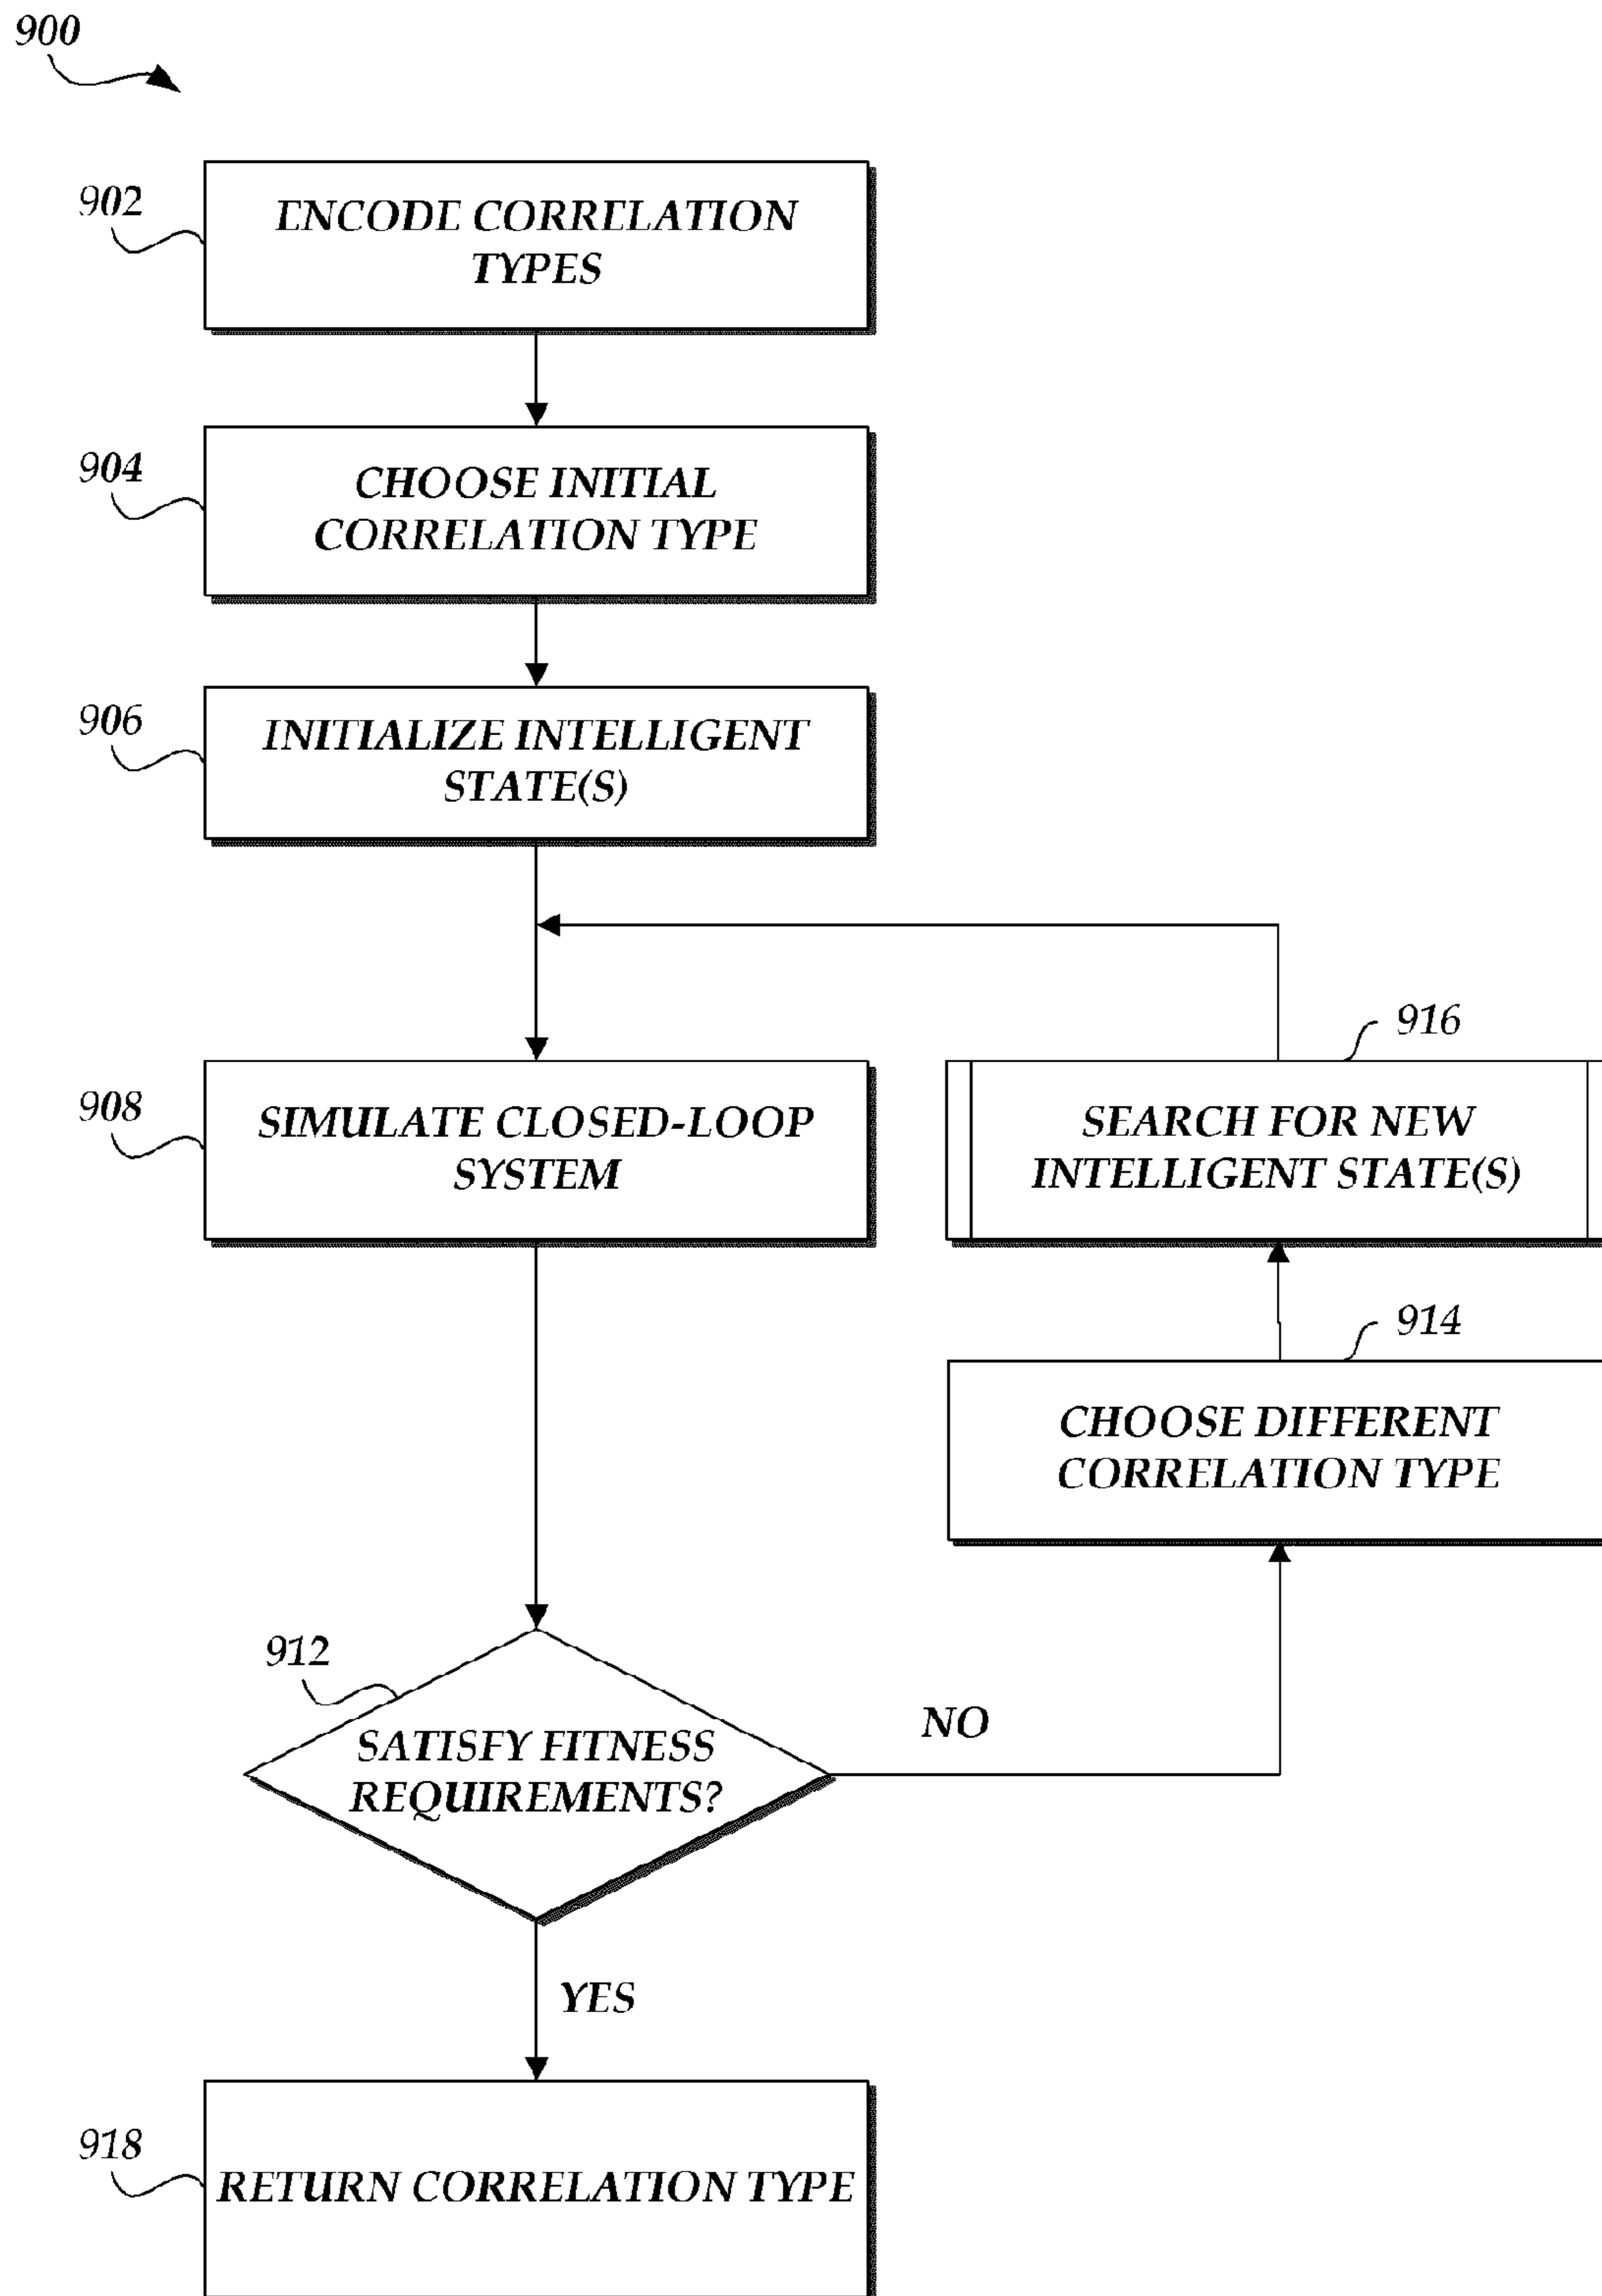 900
902
ENCODE CORRELATION
TYPES
904
CHOOSE INITIAL
CORRELATION TYPE
906
INITIALIZE INTELLIGENT
STATE(S)
908
SIMULATE CLOSED-LOOP
SYSTEM
916
SEARCH FOR NEW
INTELLIGENT STATE(S)
914
CHOOSE DIFFERENT
CORRELATION TYPE
912
SATISFY FITNESS
REQUIREMENTS?
NO
YES
918
RETURN CORRELATION TYPE